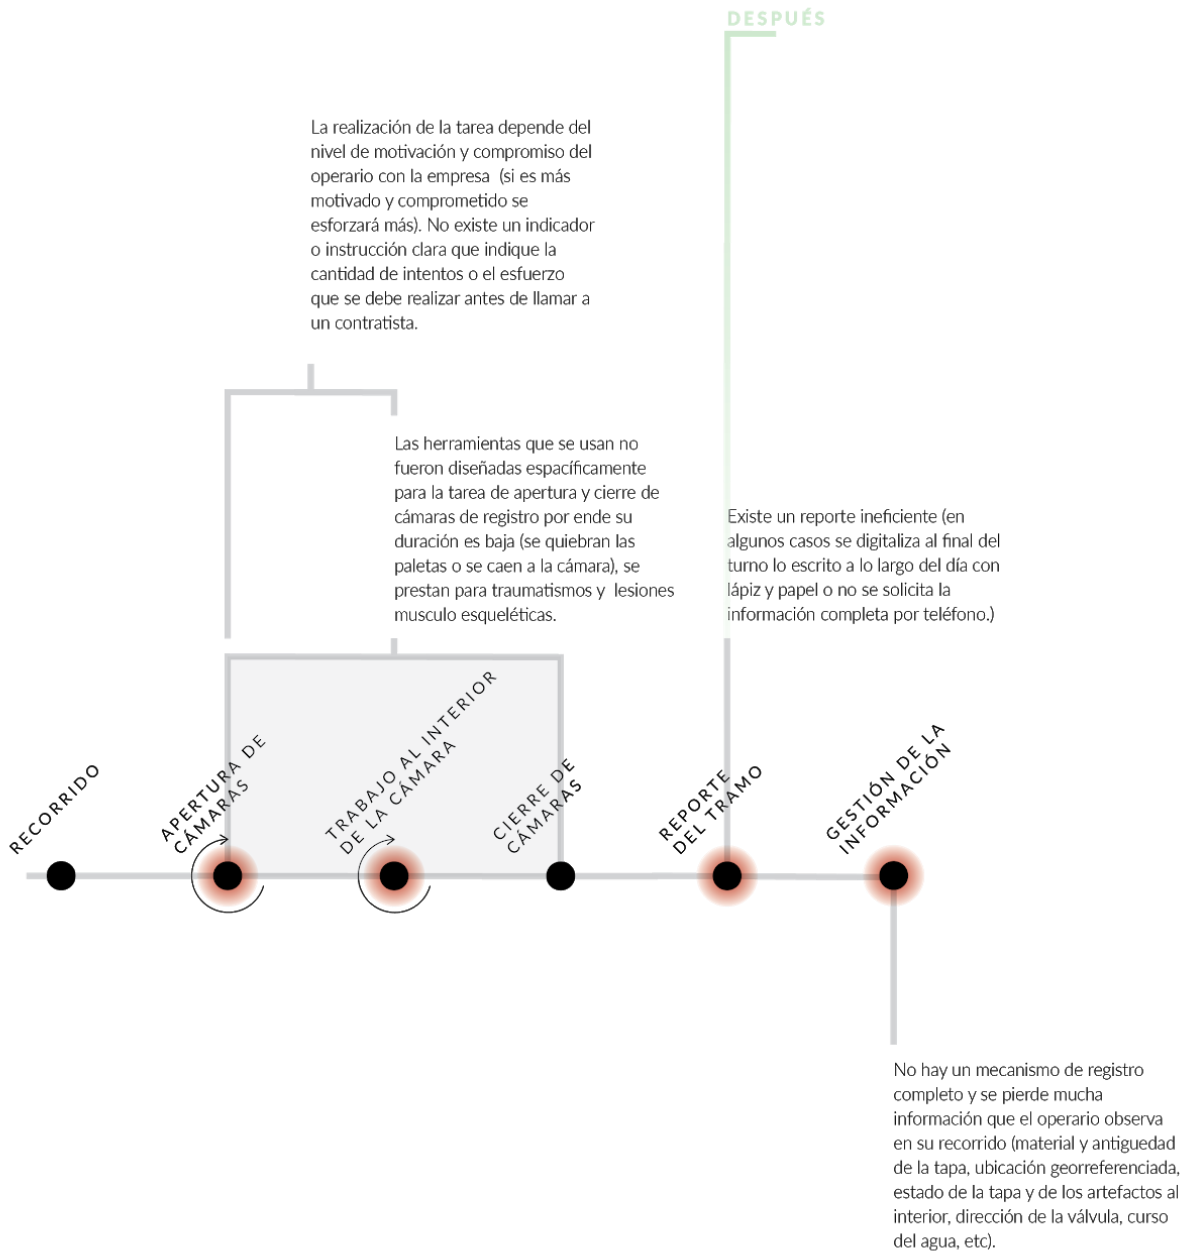 DESPUÉS
La realización de la tarea depende del
nivel de motivación y compromiso del
operario con la empresa (si es más
motivado y comprometido se
esforzará más). No existe un indicador
o instrucción clara que indique la
cantidad de intentos o el esfuerzo
que se debe realizar antes de llamar a
un contratista.
Las herramientas que se usan no
fueron diseñadas espacíficamente
para la tarea de apertura y cierre de
cámaras de registro por ende su
duración es baja (se quiebran las
paletas o se caen a la cámara), se
prestan para traumatismos y lesiones
musculo esqueléticas.
Existe un reporte ineficiente (en
algunos casos se digitaliza al final del
turno lo escrito a lo largo del día con
lápiz y papel o no se solicita la
información completa por teléfono.)
RECORRIDO
APERTURA DE
CÁMARAS
TRABAJO AL INTERIOR
DE LA CÁMARA
CIERRE DE
CÁMARAS
REPORTE
DEL TRAMO
GESTIÓN DE LA
INFORMACIÓN
No hay un mecanismo de registro
completo y se pierde mucha
información que el operario observa
en su recorrido (material y antiguedad
de la tapa, ubicación georreferenciada,
estado de la tapa y de los artefactos al
interior, dirección de la válvula, curso
del agua, etc).